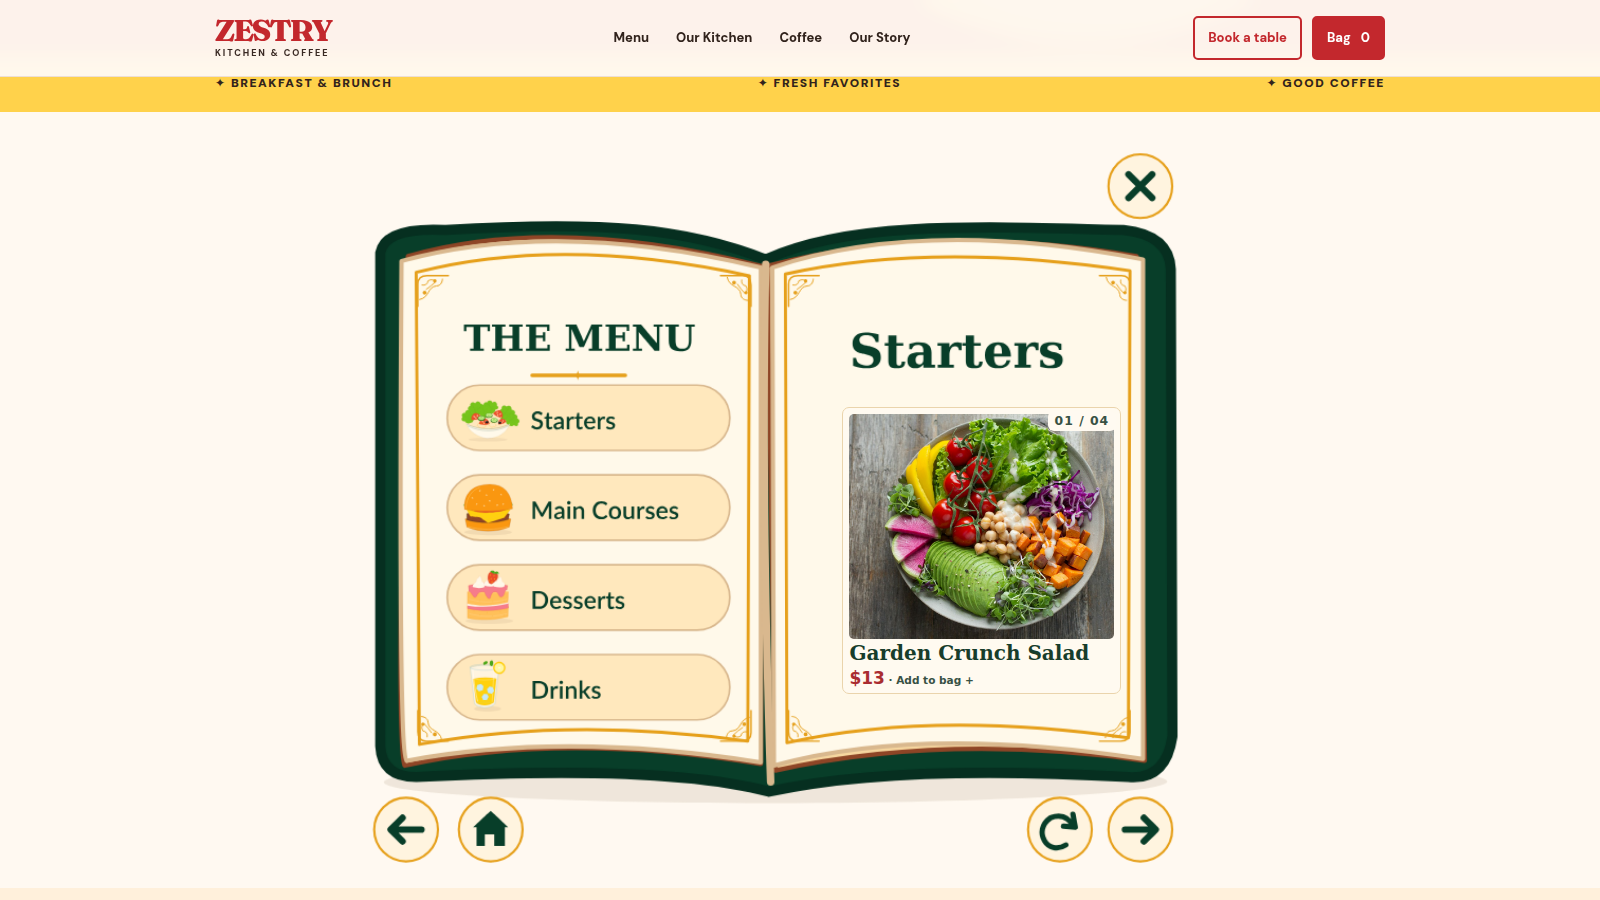 ZESTRY
KITCHEN & COFFEE
Menu
Our Kitchen
Coffee
Our Story
Book a table
Bag 0
✦ BREAKFAST & BRUNCH
✦ FRESH FAVORITES
✦ GOOD COFFEE
THE MENU
Starters
Main Courses
Desserts
Drinks
Starters
01 / 04
Garden Crunch Salad
$13 · Add to bag +